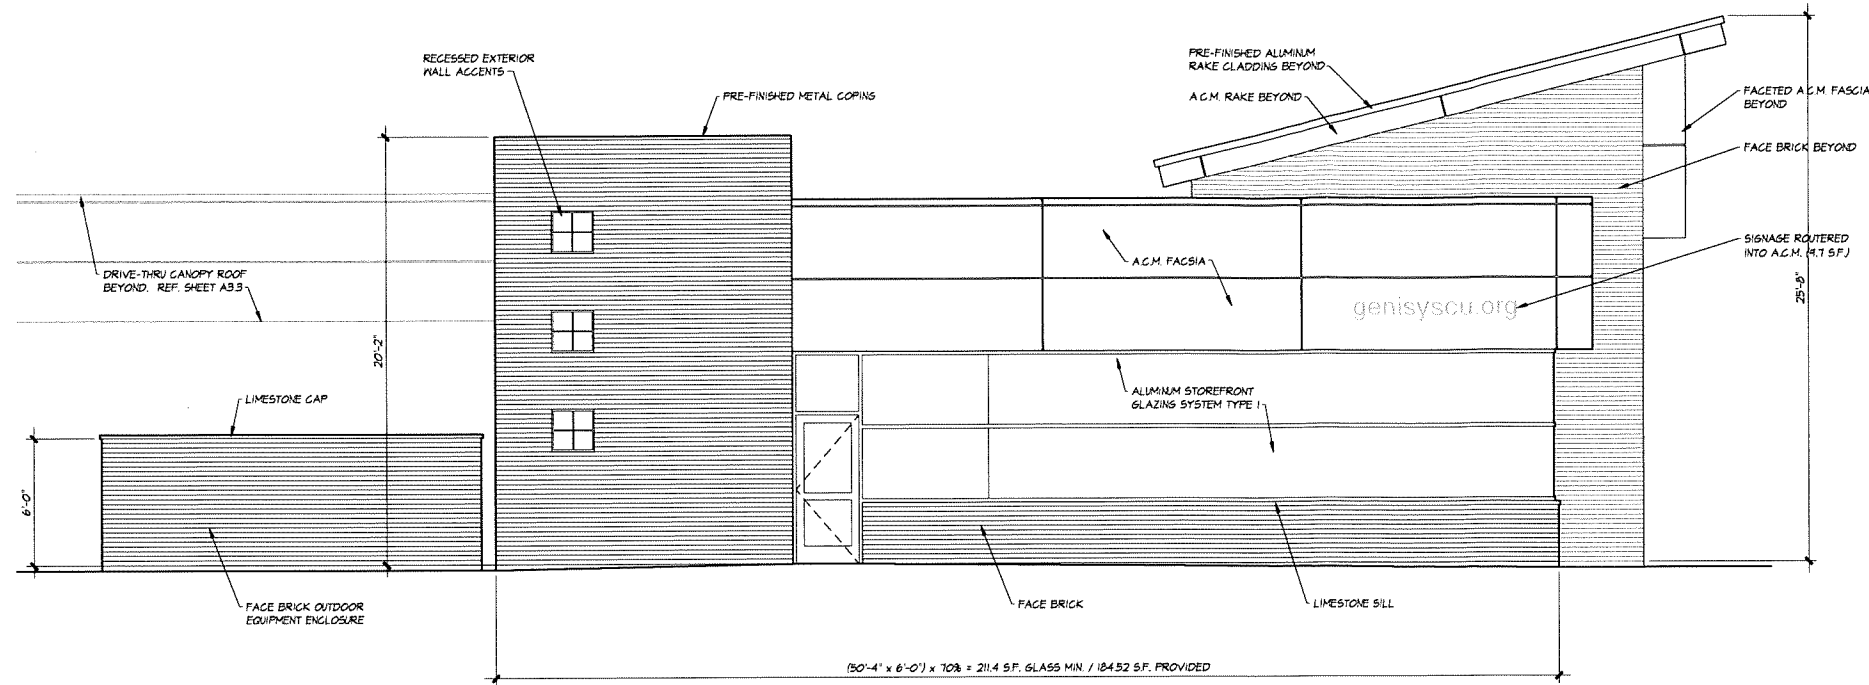 RECESSED EXTERIOR
WALL ACCENTS
PRE-FINISHED METAL COPING
PRE-FINISHED ALUMINUM
RAKE CLADDING BEYOND
A.C.M. RAKE BEYOND
FACETED A.C.M. FASCIA
BEYOND
FACE BRICK BEYOND
SIGNAGE ROUTERED
INTO A.C.M. (9.7 S.F.)
25'-8"
DRIVE-THRU CANOPY ROOF
BEYOND. REF. SHEET A3.3
20'-2"
A.C.M. FACSIA
genisyscu.org
LIMESTONE CAP
ALUMINUM STOREFRONT
GLAZING SYSTEM TYPE 1
6'-0"
FACE BRICK OUTDOOR
EQUIPMENT ENCLOSURE
FACE BRICK
LIMESTONE SILL
(50'-4" x 6'-0") x 70% = 211.4 S.F. GLASS MIN. / 184.52 S.F. PROVIDED